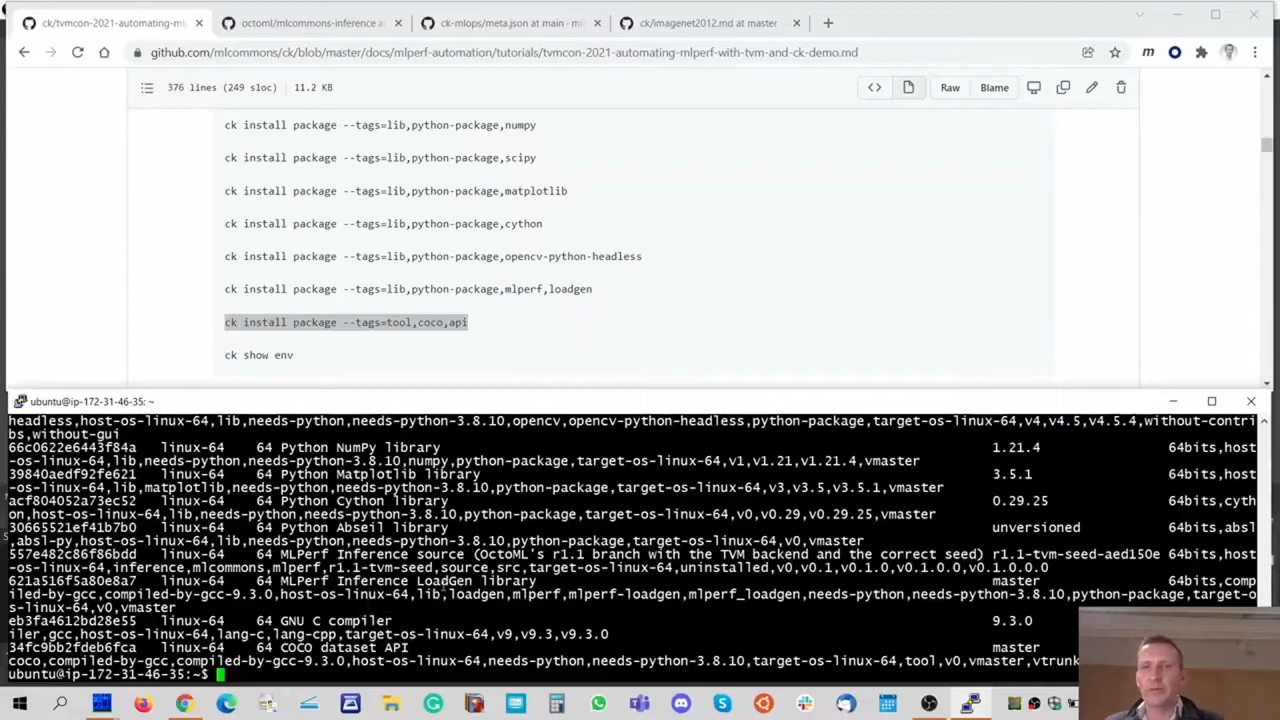 ck/tvmcon-2021-automating-ml
octoml/mlcommons-inference a
ck-mlops/meta.json at main · ml
ck/imagenet2012.md at master
github.com/mlcommons/ck/blob/master/docs/mlperf-automation/tutorials/tvmcon-2021-automating-mlperf-with-tvm-and-ck-demo.md
376 lines (249 sloc) 11.2 KB
Raw Blame
ck install package --tags=lib,python-package,numpy
ck install package --tags=lib,python-package,scipy
ck install package --tags=lib,python-package,matplotlib
ck install package --tags=lib,python-package,cython
ck install package --tags=lib,python-package,opencv-python-headless
ck install package --tags=lib,python-package,mlperf,loadgen
ck install package --tags=tool,coco,api
ck show env
ubuntu@ip-172-31-46-35: ~
headless,host-os-linux-64,lib,needs-python,needs-python-3.8.10,opencv,opencv-python-headless,python-package,target-os-linux-64,v4,v4.5,v4.5.4,without-contri
bs,without-gui
66c0622e6443f84a linux-64 64 Python NumPy library 1.21.4 64bits,host
-os-linux-64,lib,needs-python,needs-python-3.8.10,numpy,python-package,target-os-linux-64,v1,v1.21,v1.21.4,vmaster
39840aedf92fe621 linux-64 64 Python Matplotlib library 3.5.1 64bits,host
-os-linux-64,lib,matplotlib,needs-python,needs-python-3.8.10,python-package,target-os-linux-64,v3,v3.5,v3.5.1,vmaster
acf804052a73ec52 linux-64 64 Python Cython library 0.29.25 64bits,cyth
on,host-os-linux-64,lib,needs-python,needs-python-3.8.10,python-package,target-os-linux-64,v0,v0.29,v0.29.25,vmaster
30665521ef41b7b0 linux-64 64 Python Abseil library unversioned 64bits,absl
,absl-py,host-os-linux-64,lib,needs-python,needs-python-3.8.10,python-package,target-os-linux-64,v0,vmaster
557e482c86f86bdd linux-64 64 MLPerf Inference source (OctoML's r1.1 branch with the TVM backend and the correct seed) r1.1-tvm-seed-aed150e 64bits,host
-os-linux-64,inference,mlcommons,mlperf,r1.1-tvm-seed,source,src,target-os-linux-64,uninstalled,v0,v0.1,v0.1.0,v0.1.0.0,v0.1.0.0.0
621a516f5a80e8a7 linux-64 64 MLPerf Inference LoadGen library master 64bits,comp
iled-by-gcc,compiled-by-gcc-9.3.0,host-os-linux-64,lib,loadgen,mlperf,mlperf-loadgen,mlperf_loadgen,needs-python,needs-python-3.8.10,python-package,target-o
s-linux-64,v0,vmaster
eb3fa4612bd28e55 linux-64 64 GNU C compiler 9.3.0
iler,gcc,host-os-linux-64,lang-c,lang-cpp,target-os-linux-64,v9,v9.3,v9.3.0
34fc9bb2fdeb6fca linux-64 64 COCO dataset API master
coco,compiled-by-gcc,compiled-by-gcc-9.3.0,host-os-linux-64,needs-python,needs-python-3.8.10,target-os-linux-64,tool,v0,vmaster,vtrunk
ubuntu@ip-172-31-46-35:~$